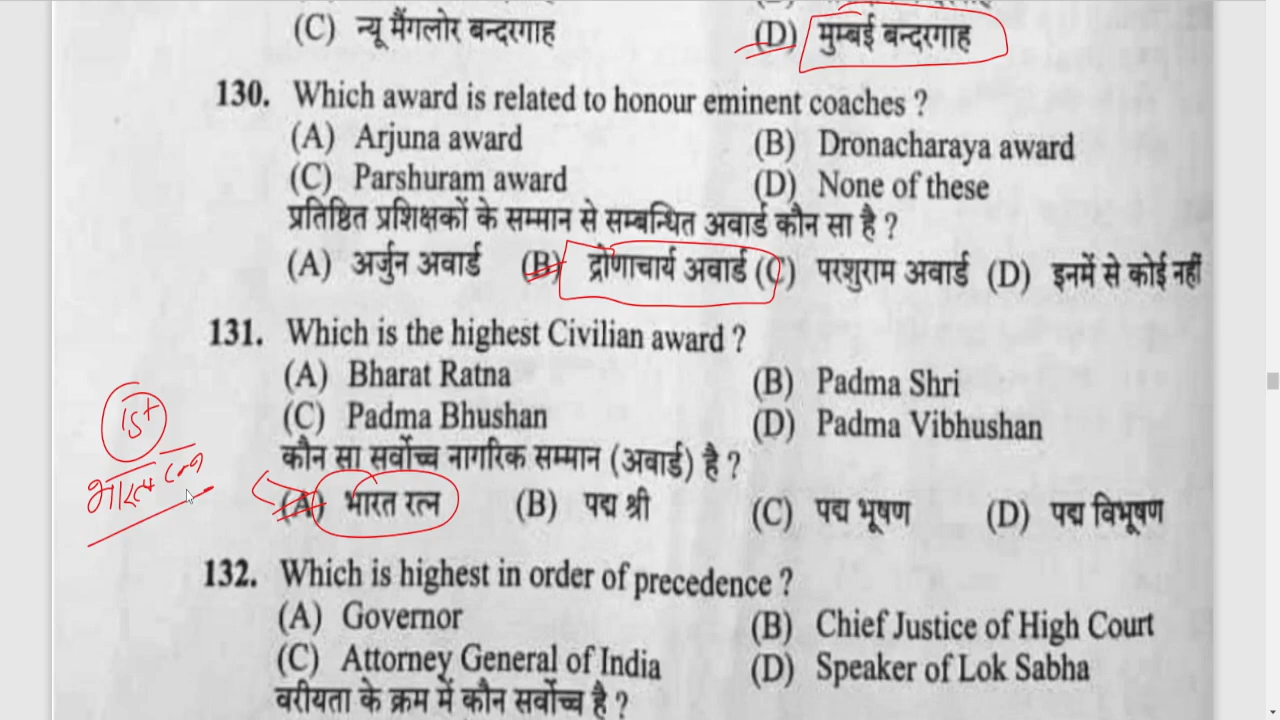 (C) न्यू मैंगलोर बन्दरगाह (D) मुम्बई बन्दरगाह
130. Which award is related to honour eminent coaches ?
(A) Arjuna award (B) Dronacharaya award
(C) Parshuram award (D) None of these
प्रतिष्ठित प्रशिक्षकों के सम्मान से सम्बन्धित अवार्ड कौन सा है ?
(A) अर्जुन अवार्ड (B) द्रोणाचार्य अवार्ड (C) परशुराम अवार्ड (D) इनमें से कोई नहीं
131. Which is the highest Civilian award ?
(A) Bharat Ratna (B) Padma Shri
(C) Padma Bhushan (D) Padma Vibhushan
कौन सा सर्वोच्च नागरिक सम्मान (अवार्ड) है ?
(A) भारत रत्न (B) पद्म श्री (C) पद्म भूषण (D) पद्म विभूषण
1st
भारत रत्न
132. Which is highest in order of precedence ?
(A) Governor (B) Chief Justice of High Court
(C) Attorney General of India (D) Speaker of Lok Sabha
वरीयता के क्रम में कौन सर्वोच्च है ?